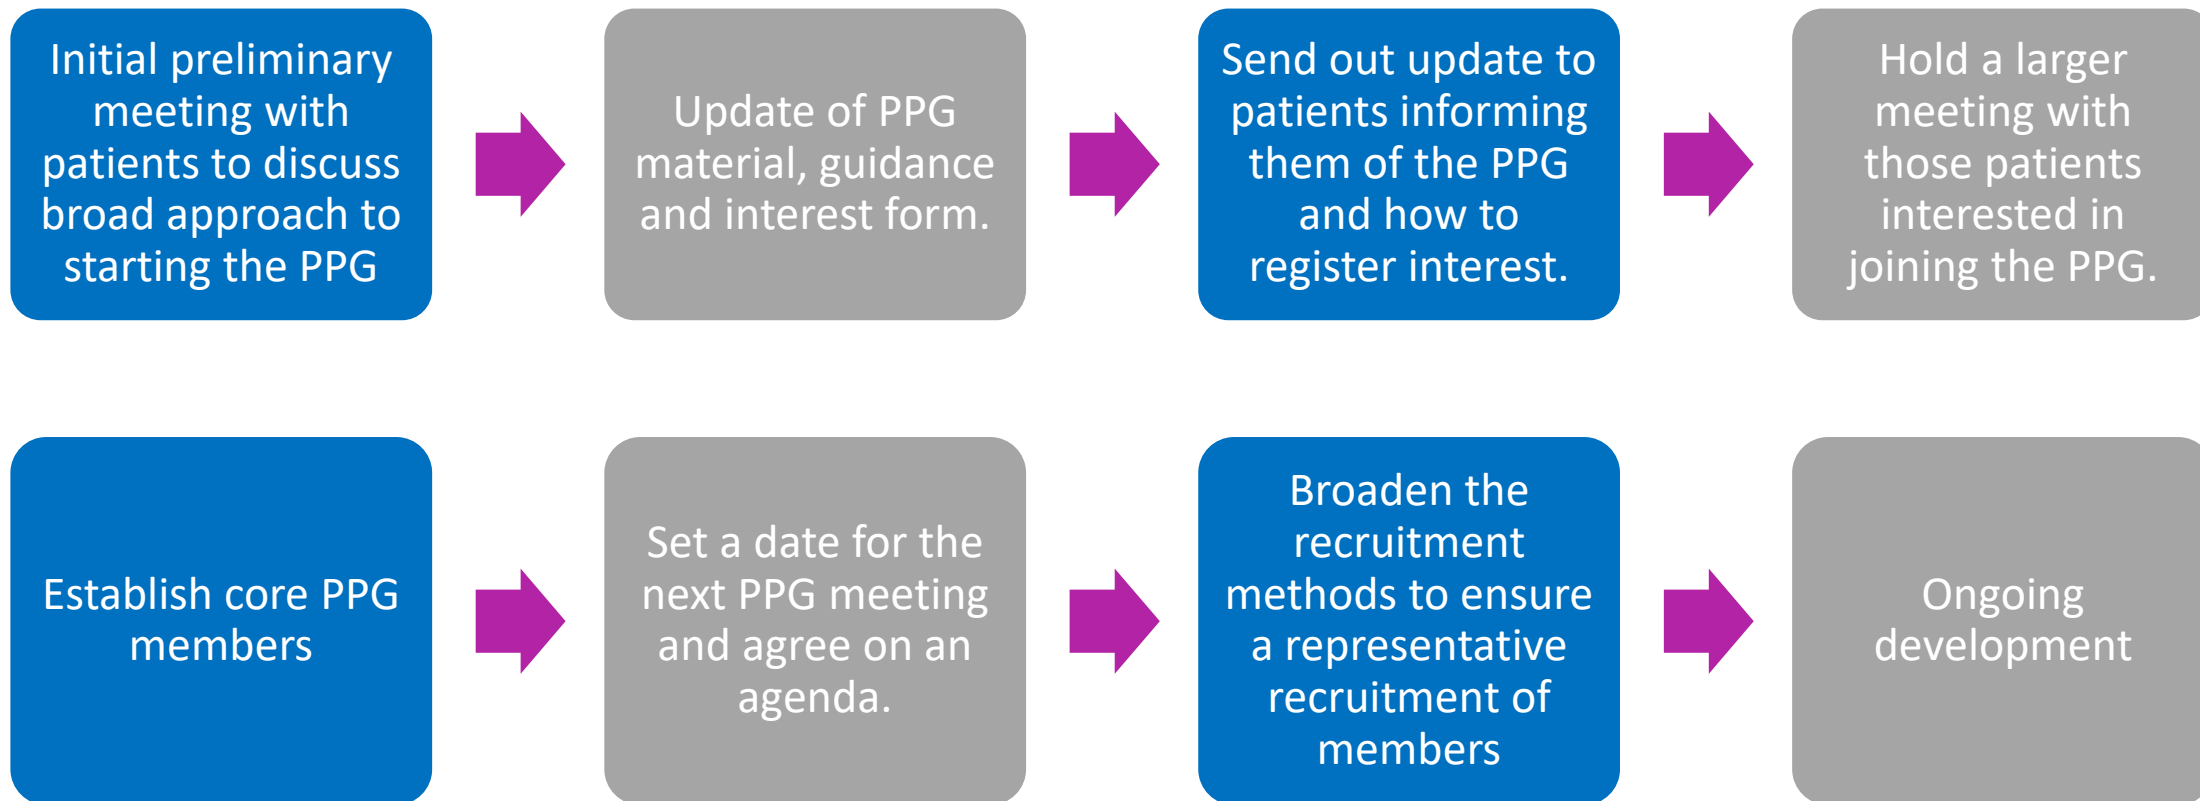 Initial preliminary
meeting with
patients to discuss
broad approach to
starting the PPG
Update of PPG
material, guidance
and interest form.
Send out update to
patients informing
them of the PPG
and how to
register interest.
Hold a larger
meeting with
those patients
interested in
joining the PPG.
Establish core PPG
members
Set a date for the
next PPG meeting
and agree on an
agenda.
Broaden the
recruitment
methods to ensure
a representative
recruitment of
members
Ongoing
development